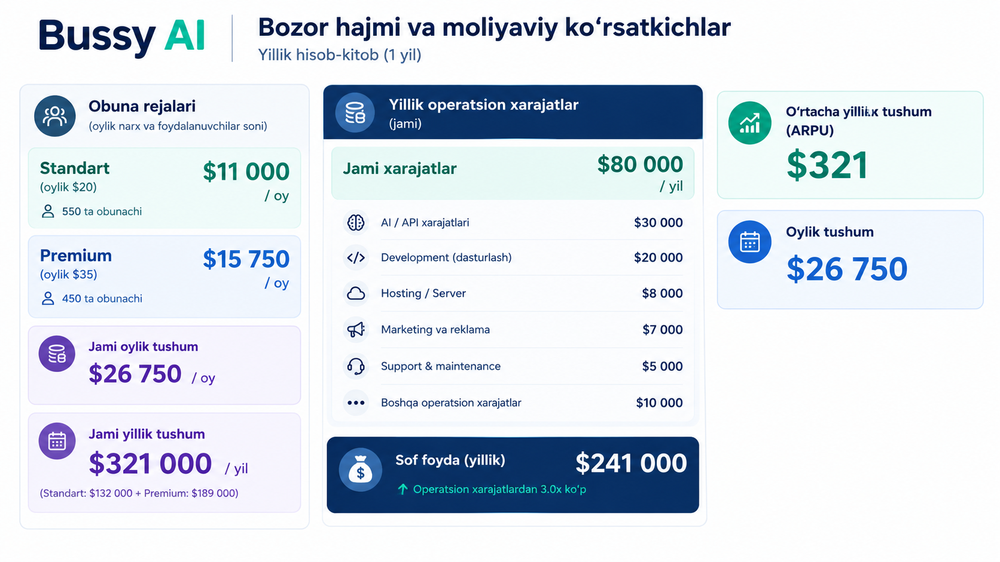 Bussy AI
Bozor hajmi va moliyaviy ko‘rsatkichlar
Yillik hisob-kitob (1 yil)
Obuna rejalari
(oylik narx va foydalanuvchilar soni)
Standart
$11 000
(oylik $20)
/ oy
550 ta obunachi
Premium
$15 750
(oylik $35)
/ oy
450 ta obunachi
Jami oylik tushum
$26 750 / oy
Jami yillik tushum
$321 000 / yil
(Standart: $132 000 + Premium: $189 000)
Yillik operatsion xarajatlar
(jami)
Jami xarajatlar
$80 000
/ yil
AI / API xarajatlari $30 000
Development (dasturlash) $20 000
Hosting / Server $8 000
Marketing va reklama $7 000
Support & maintenance $5 000
Boshqa operatsion xarajatlar $10 000
Sof foyda (yillik) $241 000
Operatsion xarajatlardan 3.0x ko‘p
O‘rtacha yillik tushum
(ARPU)
$321
Oylik tushum
$26 750